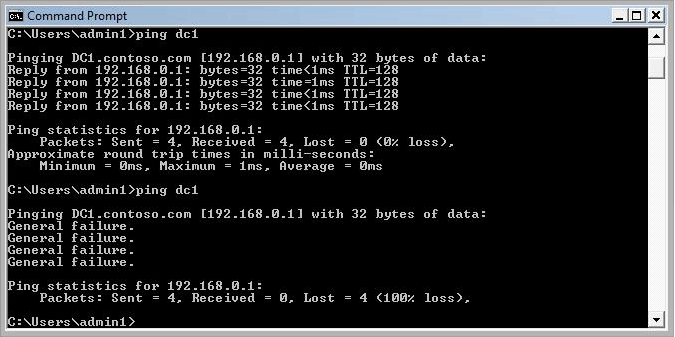 Command Prompt
C:\Users\admin1>ping dc1
Pinging DC1.contoso.com [192.168.0.1] with 32 bytes of data:
Reply from 192.168.0.1: bytes=32 time<1ms TTL=128
Reply from 192.168.0.1: bytes=32 time<1ms TTL=128
Reply from 192.168.0.1: bytes=32 time=1ms TTL=128
Reply from 192.168.0.1: bytes=32 time<1ms TTL=128
Ping statistics for 192.168.0.1:
    Packets: Sent = 4, Received = 4, Lost = 0 (0% loss),
Approximate round trip times in milli-seconds:
    Minimum = 0ms, Maximum = 1ms, Average = 0ms
C:\Users\admin1>ping dc1
Pinging DC1.contoso.com [192.168.0.1] with 32 bytes of data:
General failure.
General failure.
General failure.
General failure.
Ping statistics for 192.168.0.1:
    Packets: Sent = 4, Received = 0, Lost = 4 (100% loss),
C:\Users\admin1>